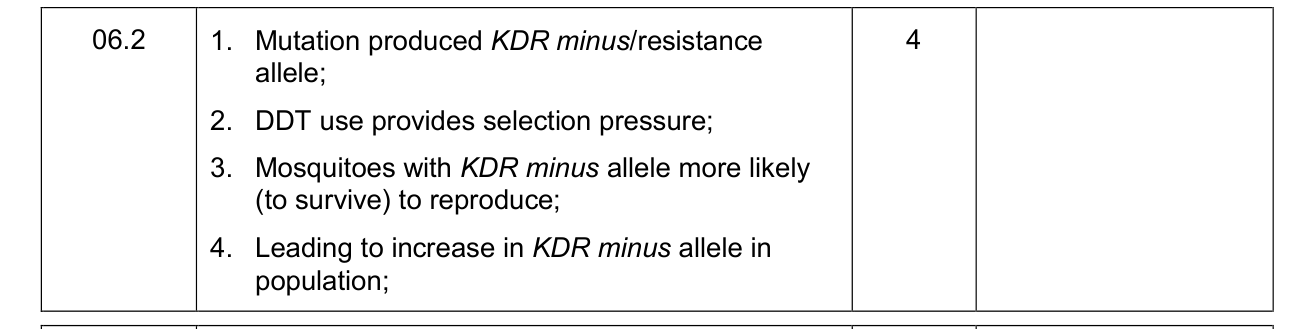 06.2
1. Mutation produced KDR minus/resistance
allele;
4
2. DDT use provides selection pressure;
3. Mosquitoes with KDR minus allele more likely
(to survive) to reproduce;
4. Leading to increase in KDR minus allele in
population;